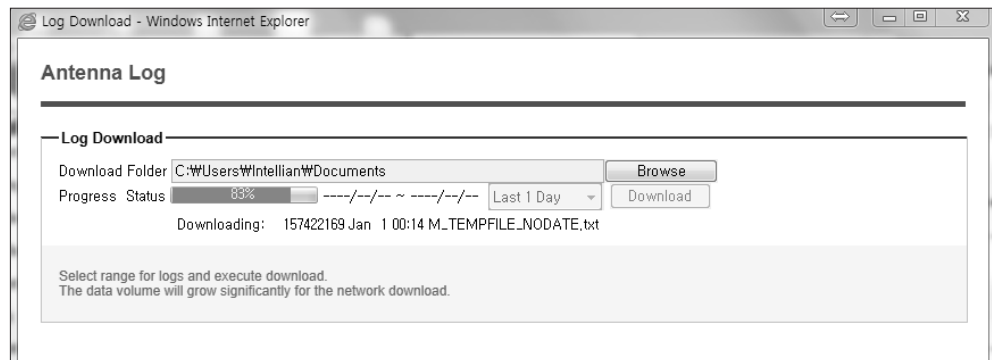 Log Download - Windows Internet Explorer
Antenna Log
Log Download
Download Folder C:₩Users₩Intellian₩Documents Browse
Progress Status 83% ----/--/-- ~ ----/--/-- Last 1 Day Download
Downloading: 157422169 Jan 1 00:14 M_TEMPFILE_NODATE.txt
Select range for logs and execute download.
The data volume will grow significantly for the network download.